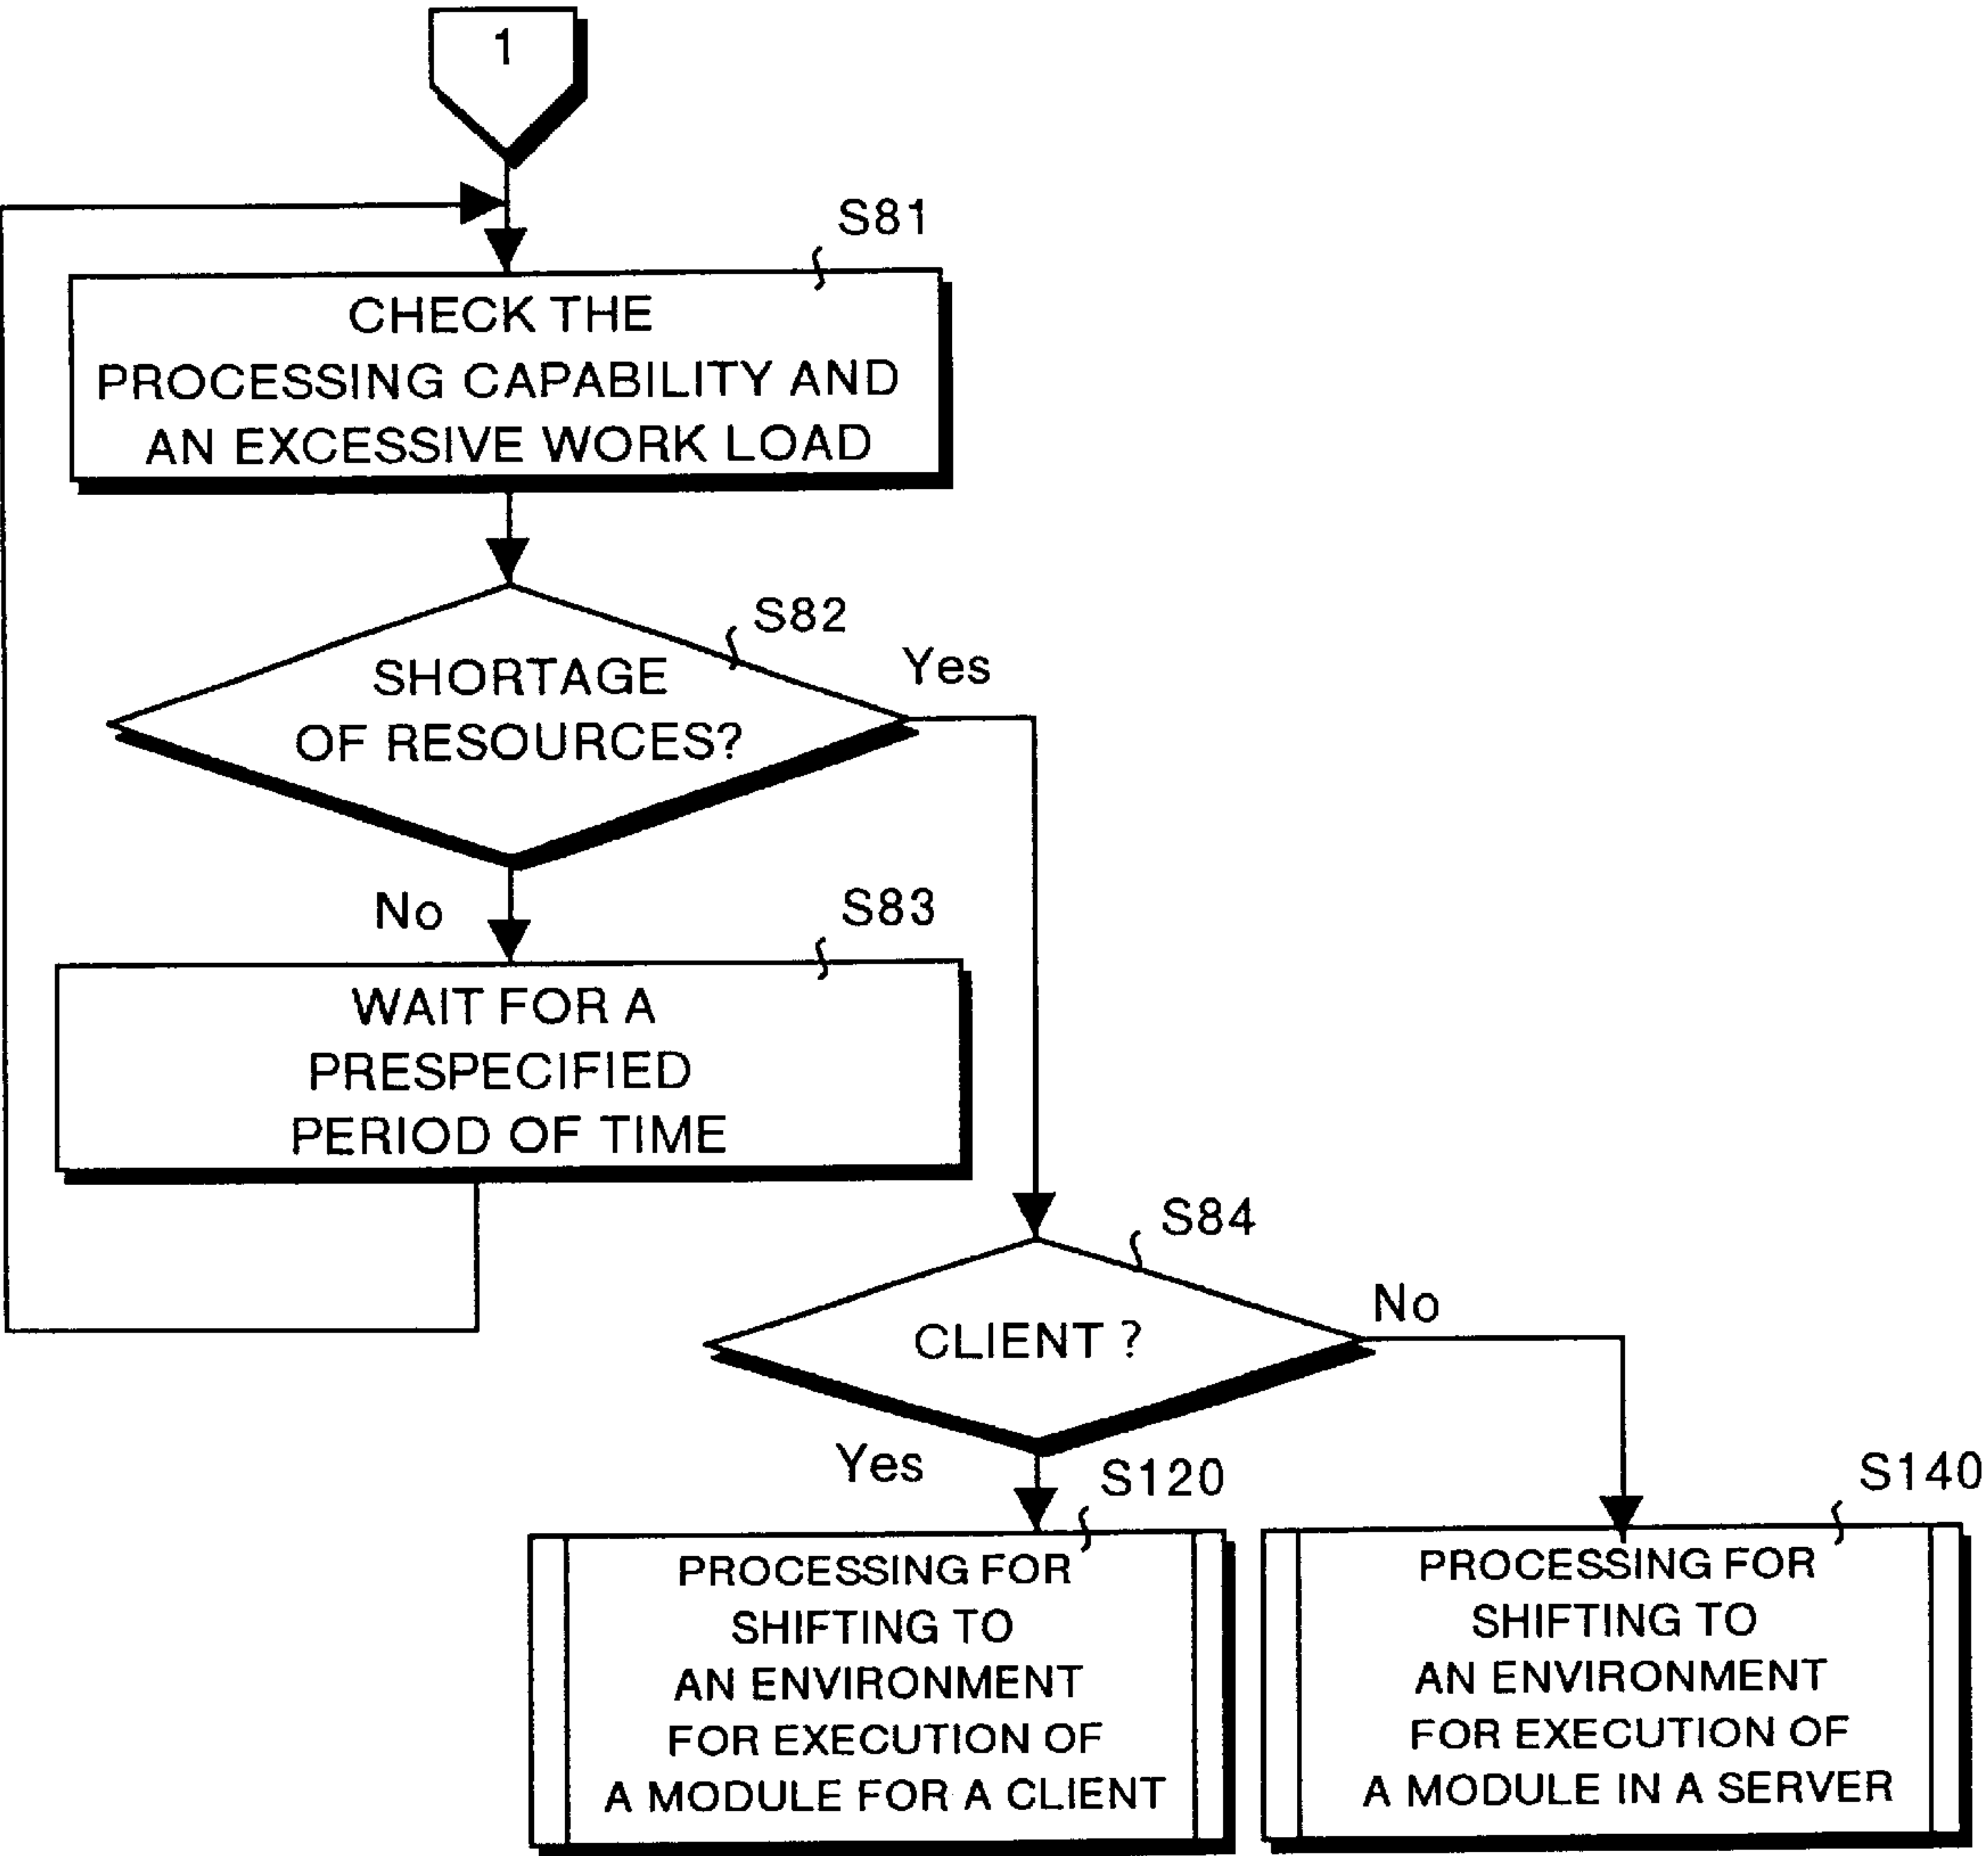 1
S81
CHECK THE
PROCESSING CAPABILITY AND
AN EXCESSIVE WORK LOAD
S82
Yes
SHORTAGE
OF RESOURCES?
No
S83
WAIT FOR A
PRESPECIFIED
PERIOD OF TIME
S84
No
CLIENT ?
Yes
S120
PROCESSING FOR
SHIFTING TO
AN ENVIRONMENT
FOR EXECUTION OF
A MODULE FOR A CLIENT
S140
PROCESSING FOR
SHIFTING TO
AN ENVIRONMENT
FOR EXECUTION OF
A MODULE IN A SERVER